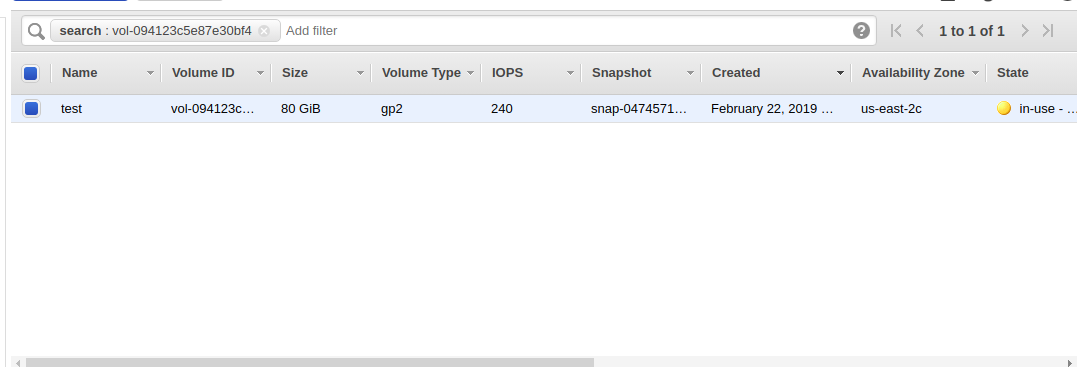 search : vol-094123c5e87e30bf4 Add filter 1 to 1 of 1
Name Volume ID Size Volume Type IOPS Snapshot Created Availability Zone State
test vol-094123c... 80 GiB gp2 240 snap-0474571... February 22, 2019 ... us-east-2c in-use - ...